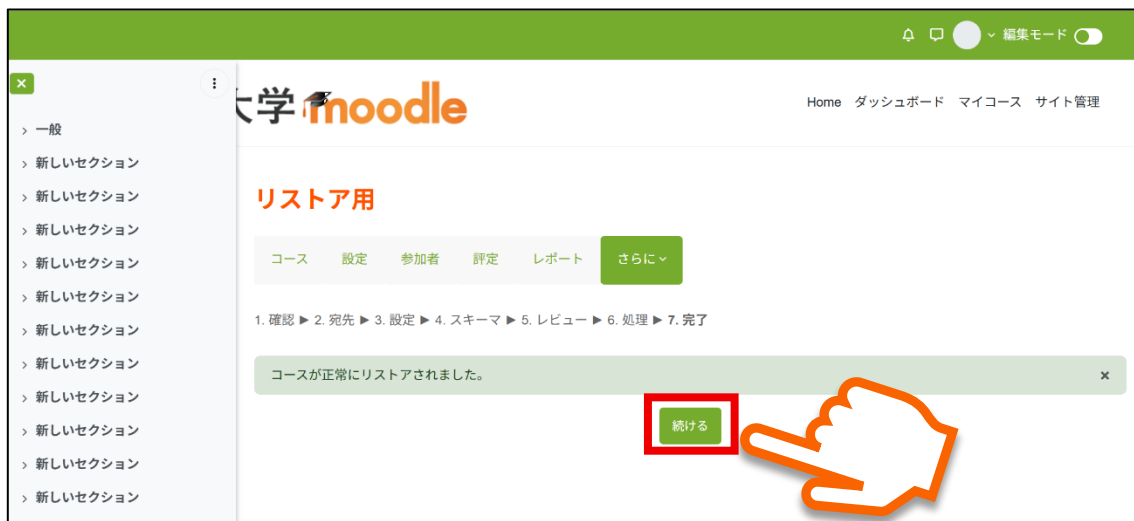 編集モード
大学 moodle
Home ダッシュボード マイコース サイト管理
一般
新しいセクション
新しいセクション
新しいセクション
新しいセクション
新しいセクション
新しいセクション
新しいセクション
新しいセクション
新しいセクション
新しいセクション
新しいセクション
リストア用
コース 設定 参加者 評定 レポート さらに
1. 確認 ► 2. 宛先 ► 3. 設定 ► 4. スキーマ ► 5. レビュー ► 6. 処理 ► 7. 完了
コースが正常にリストアされました。
続ける